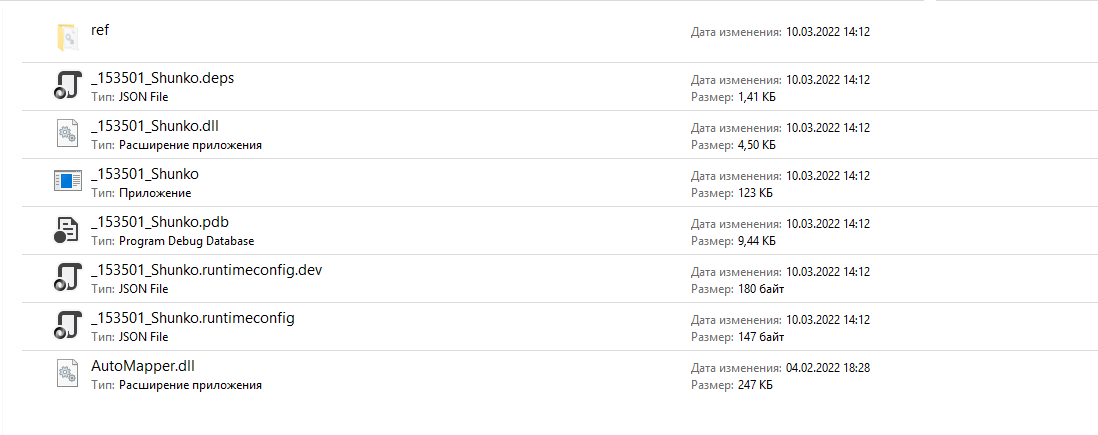 ref
Дата изменения: 10.03.2022 14:12
_153501_Shunko.deps
Дата изменения: 10.03.2022 14:12
Тип: JSON File
Размер: 1,41 КБ
_153501_Shunko.dll
Дата изменения: 10.03.2022 14:12
Тип: Расширение приложения
Размер: 4,50 КБ
_153501_Shunko
Дата изменения: 10.03.2022 14:12
Тип: Приложение
Размер: 123 КБ
_153501_Shunko.pdb
Дата изменения: 10.03.2022 14:12
Тип: Program Debug Database
Размер: 9,44 КБ
_153501_Shunko.runtimeconfig.dev
Дата изменения: 10.03.2022 14:12
Тип: JSON File
Размер: 180 байт
_153501_Shunko.runtimeconfig
Дата изменения: 10.03.2022 14:12
Тип: JSON File
Размер: 147 байт
AutoMapper.dll
Дата изменения: 04.02.2022 18:28
Тип: Расширение приложения
Размер: 247 КБ